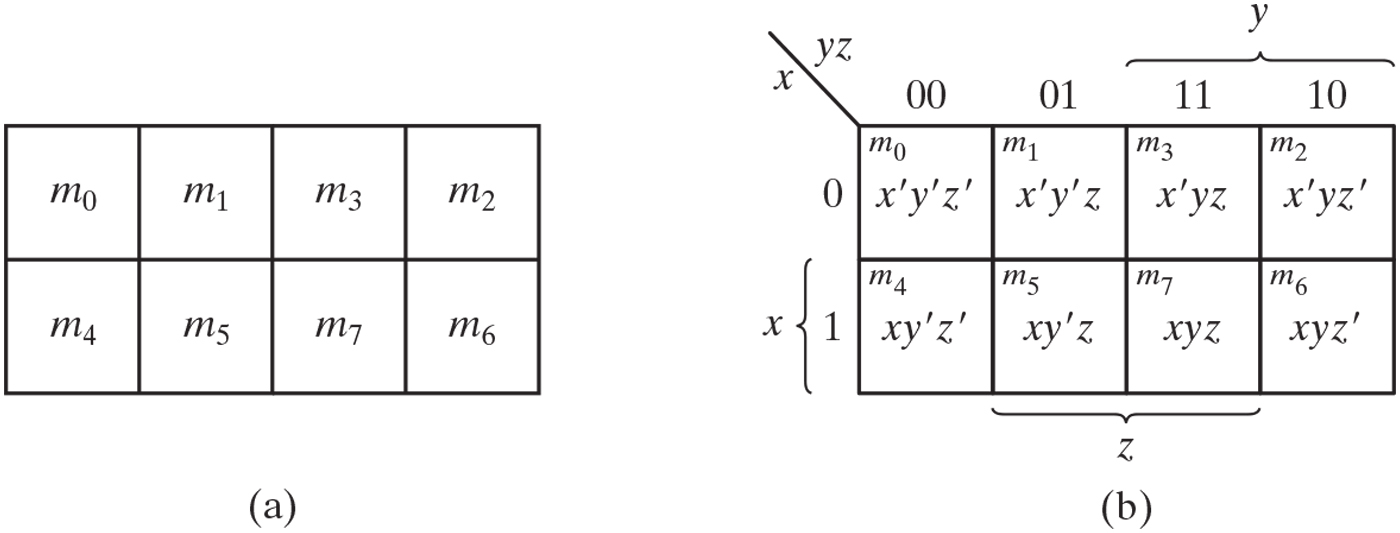 m₀ m₁ m₃ m₂
m₄ m₅ m₇ m₆
(a)
y
yz
x
00 01 11 10
m₀ m₁ m₃ m₂
0 x′y′z′ x′y′z x′yz x′yz′
m₄ m₅ m₇ m₆
x 1 xy′z′ xy′z xyz xyz′
z
(b)